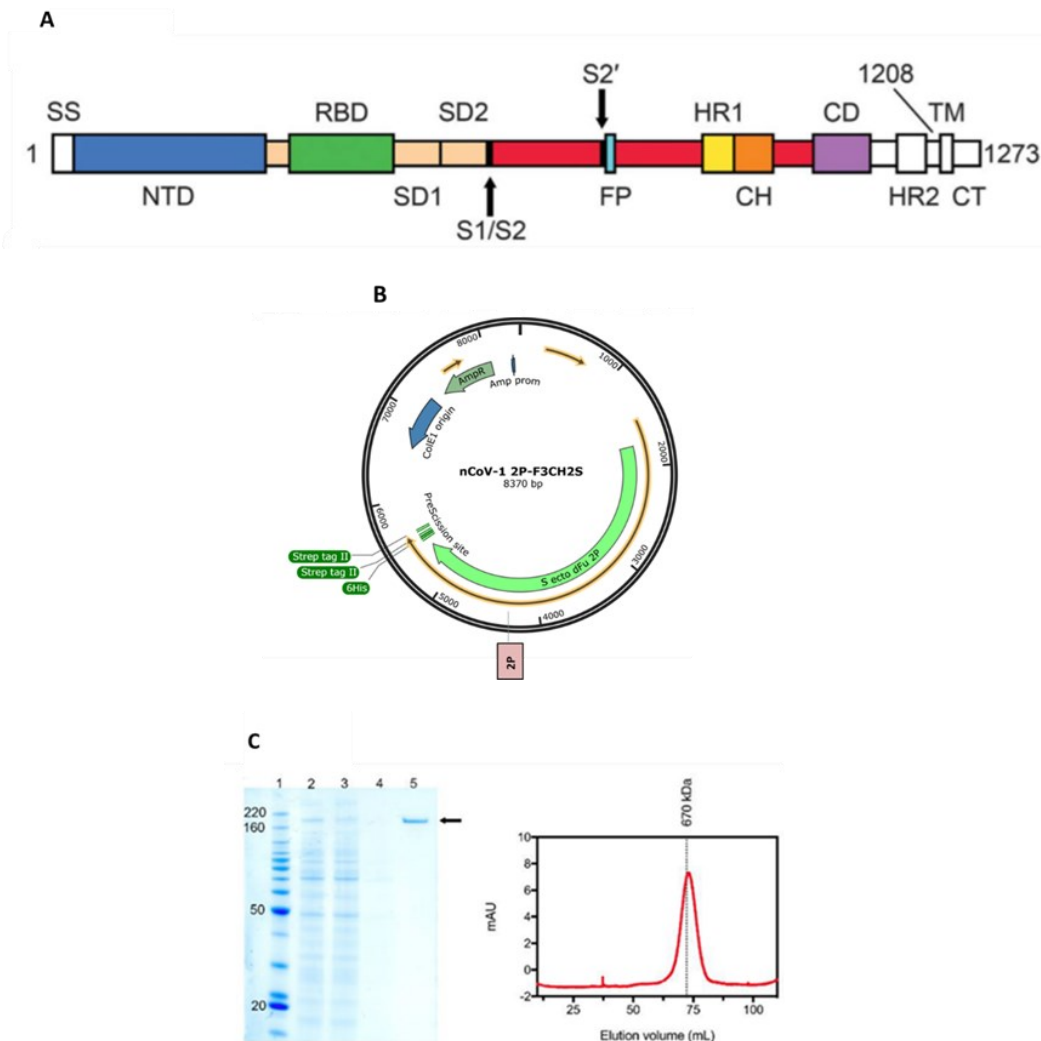 A
S2′
1208
SS
RBD
SD2
HR1
CD
TM
1
1273
NTD
SD1
FP
CH
HR2
CT
S1/S2
B
8000
1000
AmpR
Amp prom
7000
ColE1 origin
2000
nCoV-1 2P-F3CH2S
8370 bp
6000
PreScission site
Strep tag II
Strep tag II
6His
S ecto dFu 2P
3000
5000
4000
2P
C
1 2 3 4 5
220
160
50
20
670 kDa
10
8
6
4
2
0
-2
mAU
25 50 75 100
Elution volume (mL)